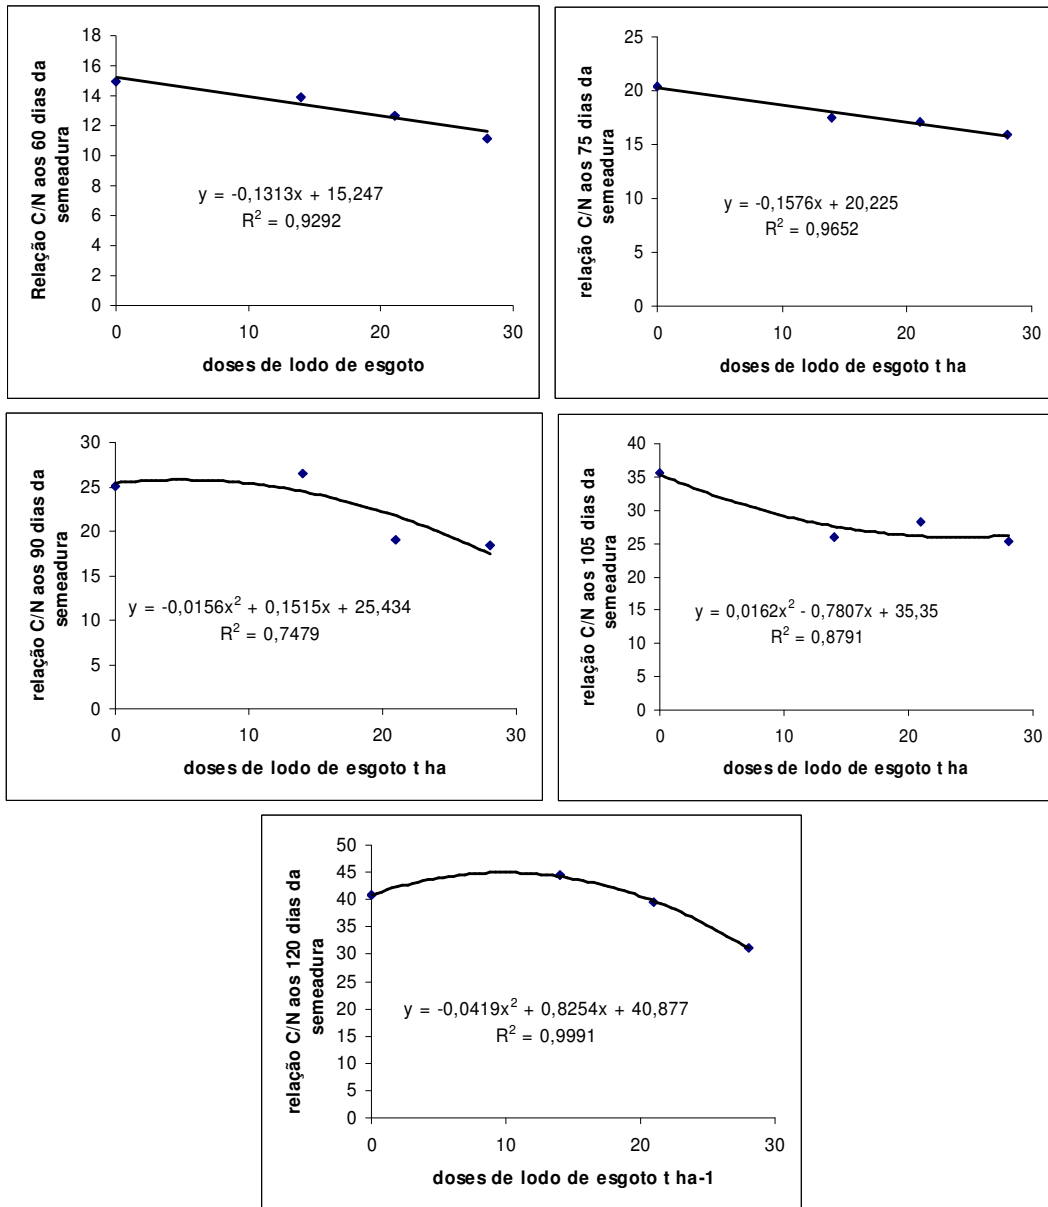 Relação C/N aos 60 dias da
semeadura
18
16
14
12
10
8
6
4
2
0
y = -0,1313x + 15,247
R² = 0,9292
0 10 20 30
doses de lodo de esgoto
relação C/N aos 75 dias da
semeadura
25
20
15
10
5
0
y = -0,1576x + 20,225
R² = 0,9652
0 10 20 30
doses de lodo de esgoto t ha
relação C/N aos 90 dias da
semeadura
30
25
20
15
10
5
0
y = -0,0156x² + 0,1515x + 25,434
R² = 0,7479
0 10 20 30
doses de lodo de esgoto t ha
relação C/N aos 105 dias da
semeadura
40
35
30
25
20
15
10
5
0
y = 0,0162x² - 0,7807x + 35,35
R² = 0,8791
0 10 20 30
doses de lodo de esgoto t ha
relação C/N aos 120 dias da
semeadura
50
45
40
35
30
25
20
15
10
5
0
y = -0,0419x² + 0,8254x + 40,877
R² = 0,9991
0 10 20 30
doses de lodo de esgoto t ha-1